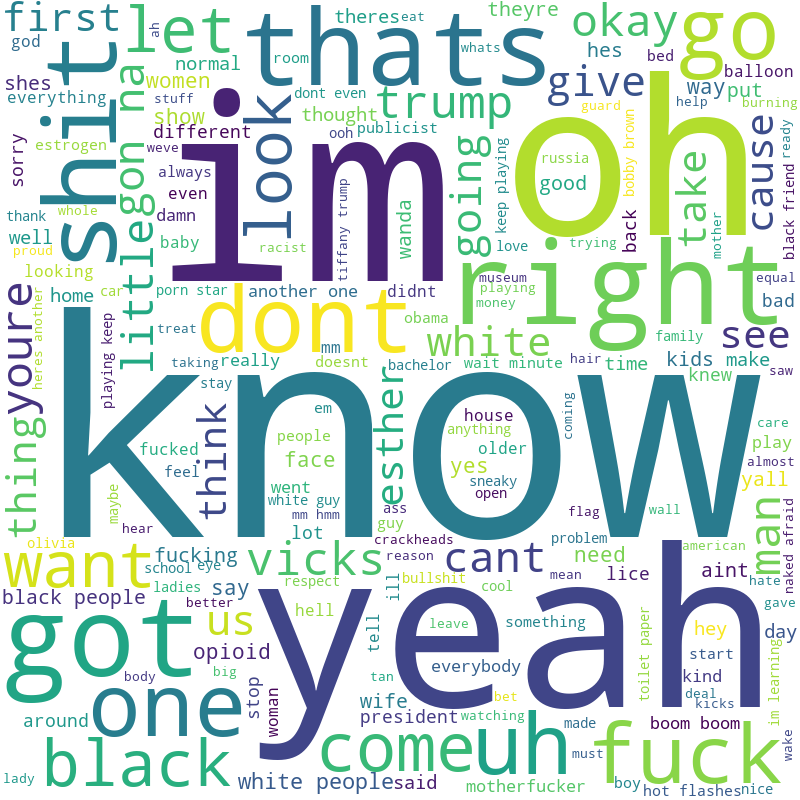 first
theres
eat
theyre
god
ah
let
thats
whats
okay
go
shes
everything
shit
normal
room
hes
bed
balloon
women
dont even
give
way
put
stuff
show
thought
trump
guard
help
burning
sorry
estrogen
gon na
different
ooh
publicist
weve
look
im
oh
always
even
tiffany trump
wanda
going
keep playing
russia
good
bobby brown
cause
ready
thank
whole
damn
little
back
take
black friend
well
proud
baby
racist
love
trying
mother
looking
car
porn star
another one
didnt
museum
playing
money
right
equal
home
bad
youre
heres another
playing keep
treat
dont
obama
white
family
see
mm
taking
really
doesnt
bachelor
wait minute
hair
time
kids
make
saw
knew
know
stay
em
esther
house
anything
coming
thing
think
fucked
people
older
care
play
feel
face
yes
sneaky
almost
maybe
went
white guy
open
yall
hear
mm hmm
lot
ass
guy
flag
wall
man
naked afraid
crackheads
olivia
want
fucking
vicks
reason
cant
problem
american
school
eye
need
ladies
say
respect
ill
bullshit
cool
mean
lice
aint
hate
black people
better
hell
gave
got
us
tell
yeah
leave
something
hey
day
opioid
everybody
toilet paper
start
body
big
kind
im learning
one
stop
woman
tan
wife
bet
deal
kicks
around
president
watching
made
boom boom
come
uh
fuck
must
wake
lady
black
white people
said
motherfucker
boy
hot flashes
nice